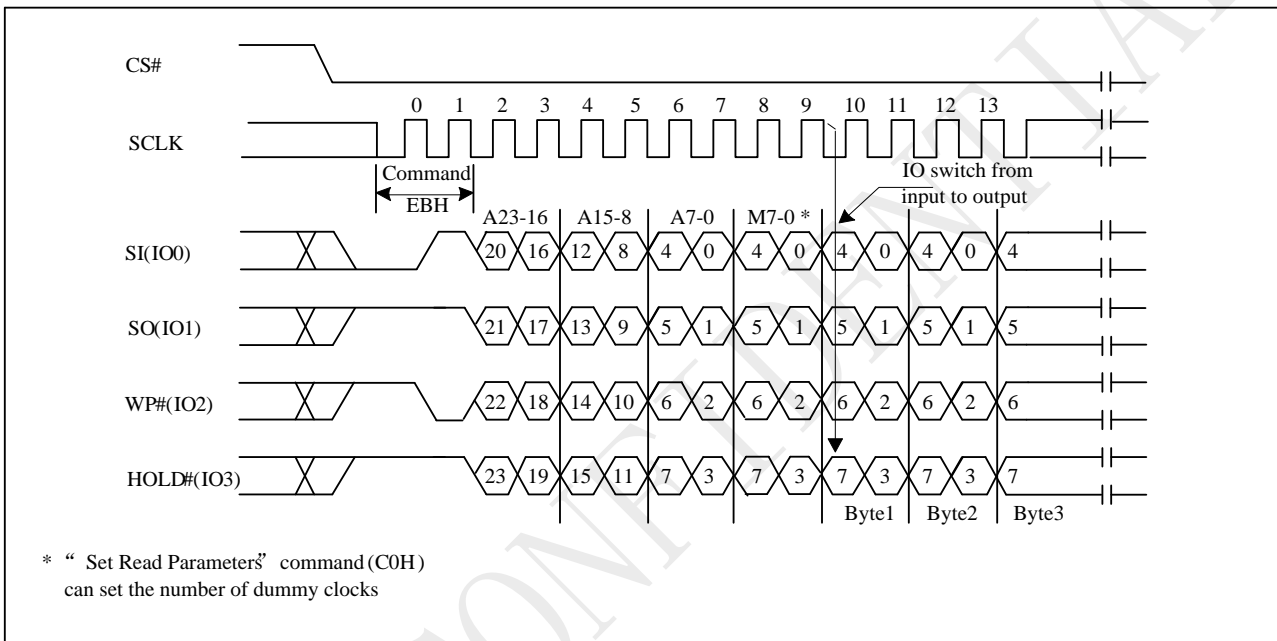 CS#
0 1 2 3 4 5 6 7 8 9 10 11 12 13
SCLK
Command
EBH
IO switch from
input to output
A23-16 A15-8 A7-0 M7-0 *
SI(IO0) 20 16 12 8 4 0 4 0 4 0 4 0 4
SO(IO1) 21 17 13 9 5 1 5 1 5 1 5 1 5
WP#(IO2) 22 18 14 10 6 2 6 2 6 2 6 2 6
HOLD#(IO3) 23 19 15 11 7 3 7 3 7 3 7 3 7
Byte1 Byte2 Byte3
* “ Set Read Parameters” command (C0H)
can set the number of dummy clocks
CONFIDENTIAL